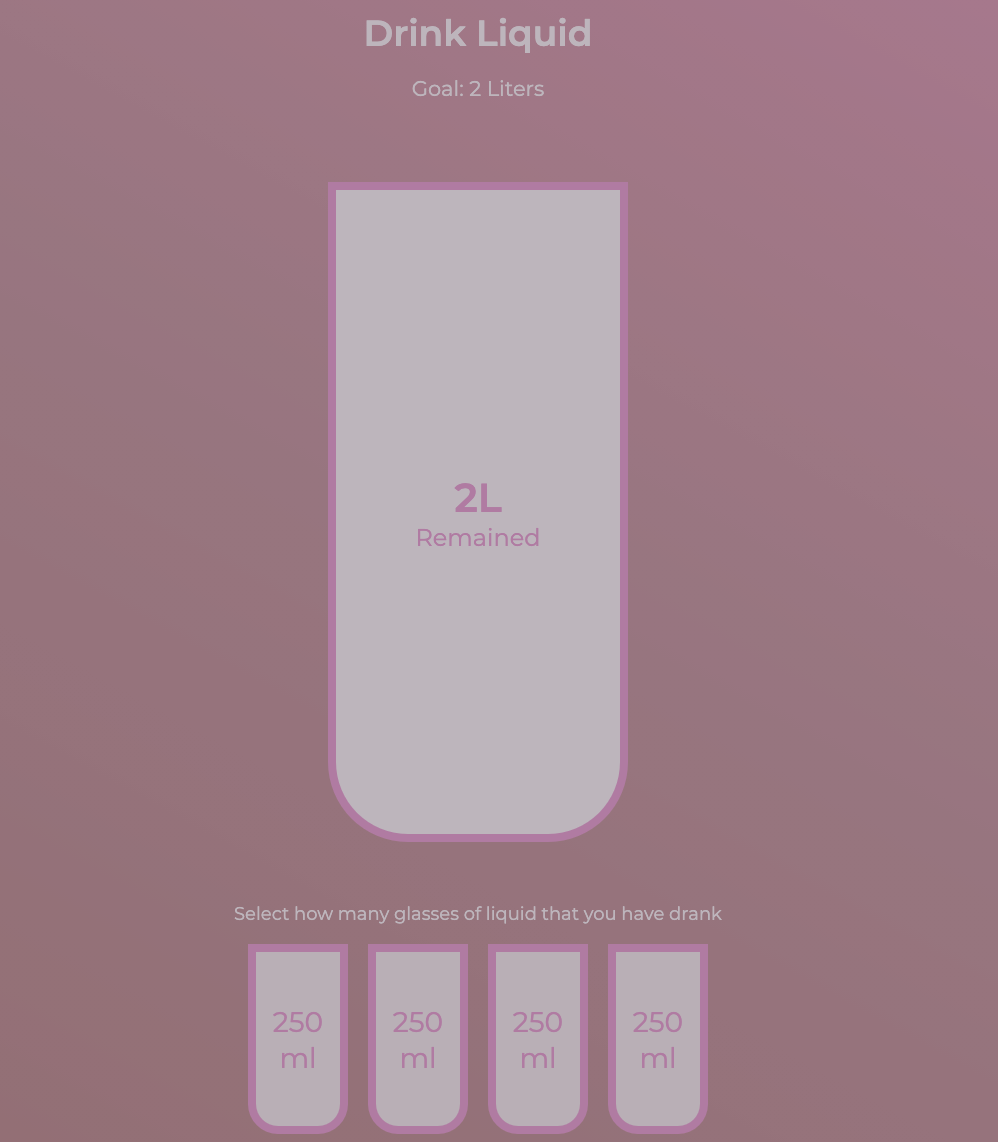 Drink Liquid
Goal: 2 Liters
2L
Remained
Select how many glasses of liquid that you have drank
250 250 250 250
ml ml ml ml